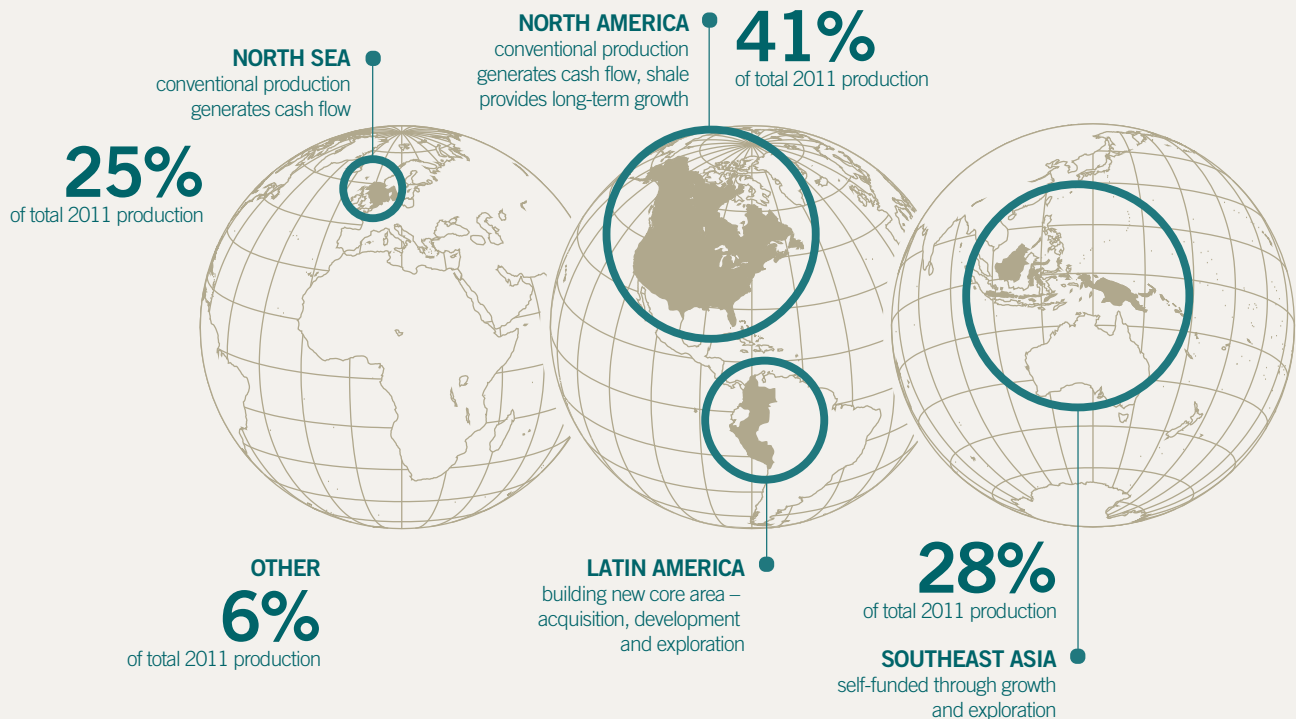 NORTH SEA
conventional production
generates cash flow
25%
of total 2011 production
NORTH AMERICA
conventional production
generates cash flow, shale
provides long-term growth
41%
of total 2011 production
OTHER
6%
of total 2011 production
LATIN AMERICA
building new core area –
acquisition, development
and exploration
28%
of total 2011 production
SOUTHEAST ASIA
self-funded through growth
and exploration